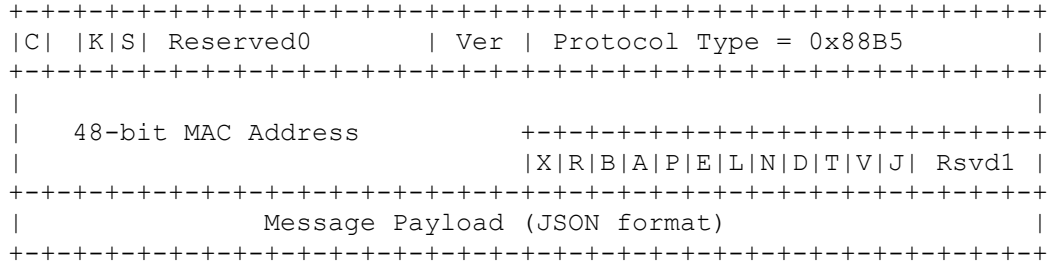 +-+-+-+-+-+-+-+-+-+-+-+-+-+-+-+-+-+-+-+-+-+-+-+-+-+-+-+-+-+-+-+-+
|C| |K|S| Reserved0       | Ver | Protocol Type = 0x88B5        |
+-+-+-+-+-+-+-+-+-+-+-+-+-+-+-+-+-+-+-+-+-+-+-+-+-+-+-+-+-+-+-+-+
|                                                               |
|   48-bit MAC Address          +-+-+-+-+-+-+-+-+-+-+-+-+-+-+-+-+
|                               |X|R|B|A|P|E|L|N|D|T|V|J| Rsvd1 |
+-+-+-+-+-+-+-+-+-+-+-+-+-+-+-+-+-+-+-+-+-+-+-+-+-+-+-+-+-+-+-+-+
|               Message Payload (JSON format)                   |
+-+-+-+-+-+-+-+-+-+-+-+-+-+-+-+-+-+-+-+-+-+-+-+-+-+-+-+-+-+-+-+-+